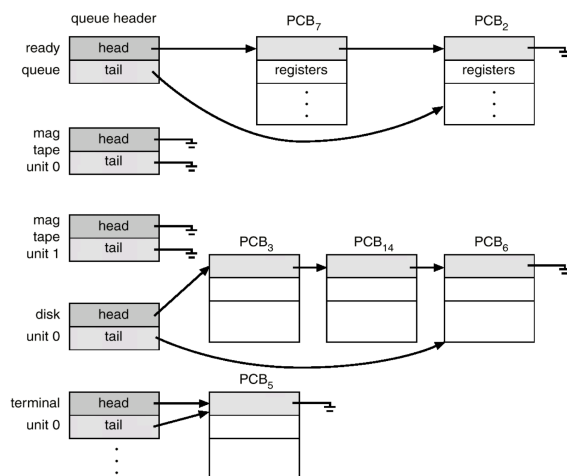 queue header
PCB7
PCB2
ready
queue
head
tail
registers
registers
mag
tape
unit 0
head
tail
mag
tape
unit 1
head
tail
PCB3
PCB14
PCB6
disk
unit 0
head
tail
PCB5
terminal
unit 0
head
tail